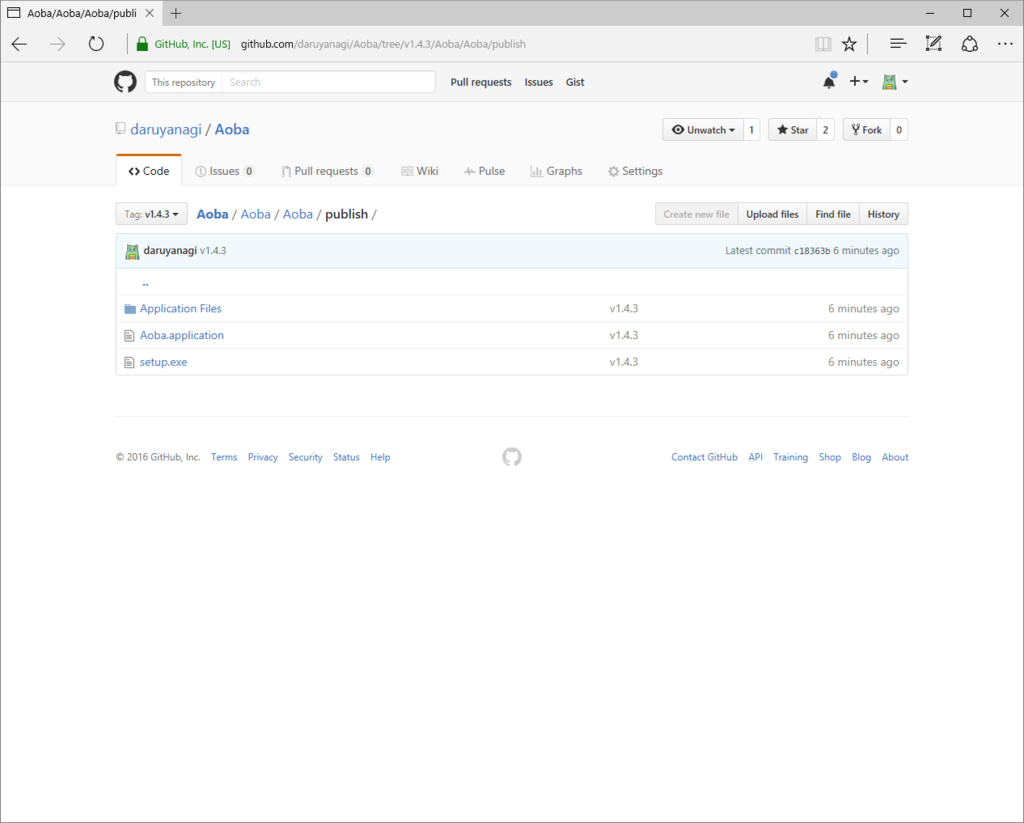 Aoba/Aoba/Aoba/publi
GitHub, Inc. [US] github.com/daruyanagi/Aoba/tree/v1.4.3/Aoba/Aoba/publish
This repository Search Pull requests Issues Gist
daruyanagi / Aoba Unwatch 1 Star 2 Fork 0
Code Issues 0 Pull requests 0 Wiki Pulse Graphs Settings
Tag: v1.4.3 Aoba / Aoba / Aoba / publish / Create new file Upload files Find file History
daruyanagi v1.4.3 Latest commit c18363b 6 minutes ago
..
Application Files v1.4.3 6 minutes ago
Aoba.application v1.4.3 6 minutes ago
setup.exe v1.4.3 6 minutes ago
© 2016 GitHub, Inc. Terms Privacy Security Status Help Contact GitHub API Training Shop Blog About